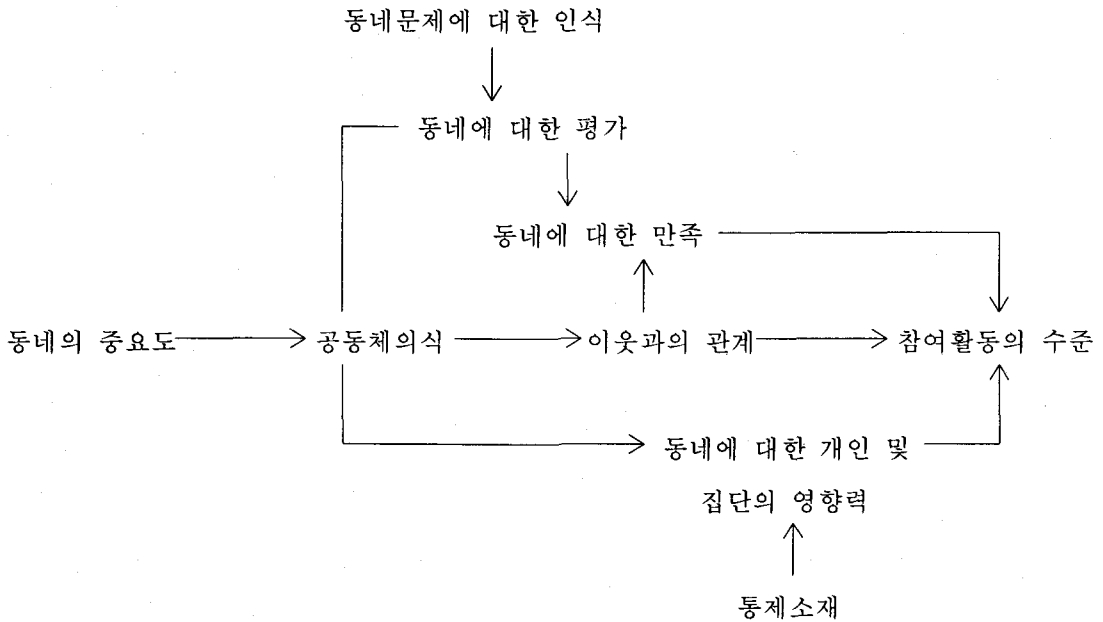 동네문제에 대한 인식
동네에 대한 평가
동네에 대한 만족
동네의 중요도
공동체의식
이웃과의 관계
참여활동의 수준
동네에 대한 개인 및
집단의 영향력
통제소재